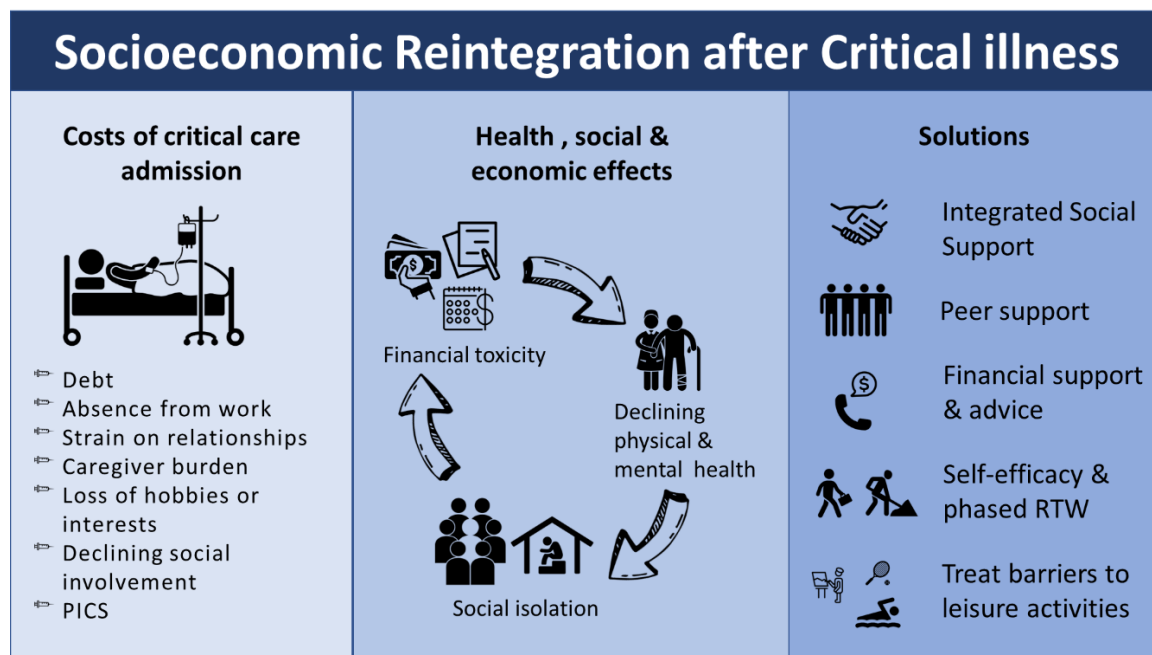 Socioeconomic Reintegration after Critical illness
Costs of critical care
admission
Debt
Absence from work
Strain on relationships
Caregiver burden
Loss of hobbies or
interests
Declining social
involvement
PICS
Health , social &
economic effects
$
$
Financial toxicity
Declining
physical &
mental health
Social isolation
Solutions
Integrated Social
Support
Peer support
$
Financial support
& advice
Self-efficacy &
phased RTW
Treat barriers to
leisure activities